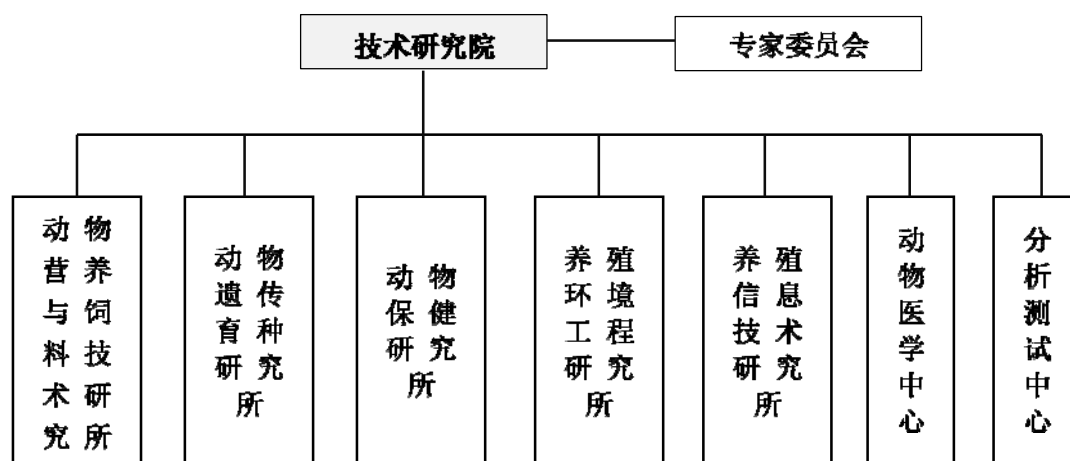 技术研究院
专家委员会
动物
营养
与饲
料技
术研
究所
动物
遗传
育种
研究
所
动物
保健
研究
所
养殖
环境
工程
研究
所
养殖
信息
技术
研究
所
动
物
医
学
中
心
分
析
测
试
中
心